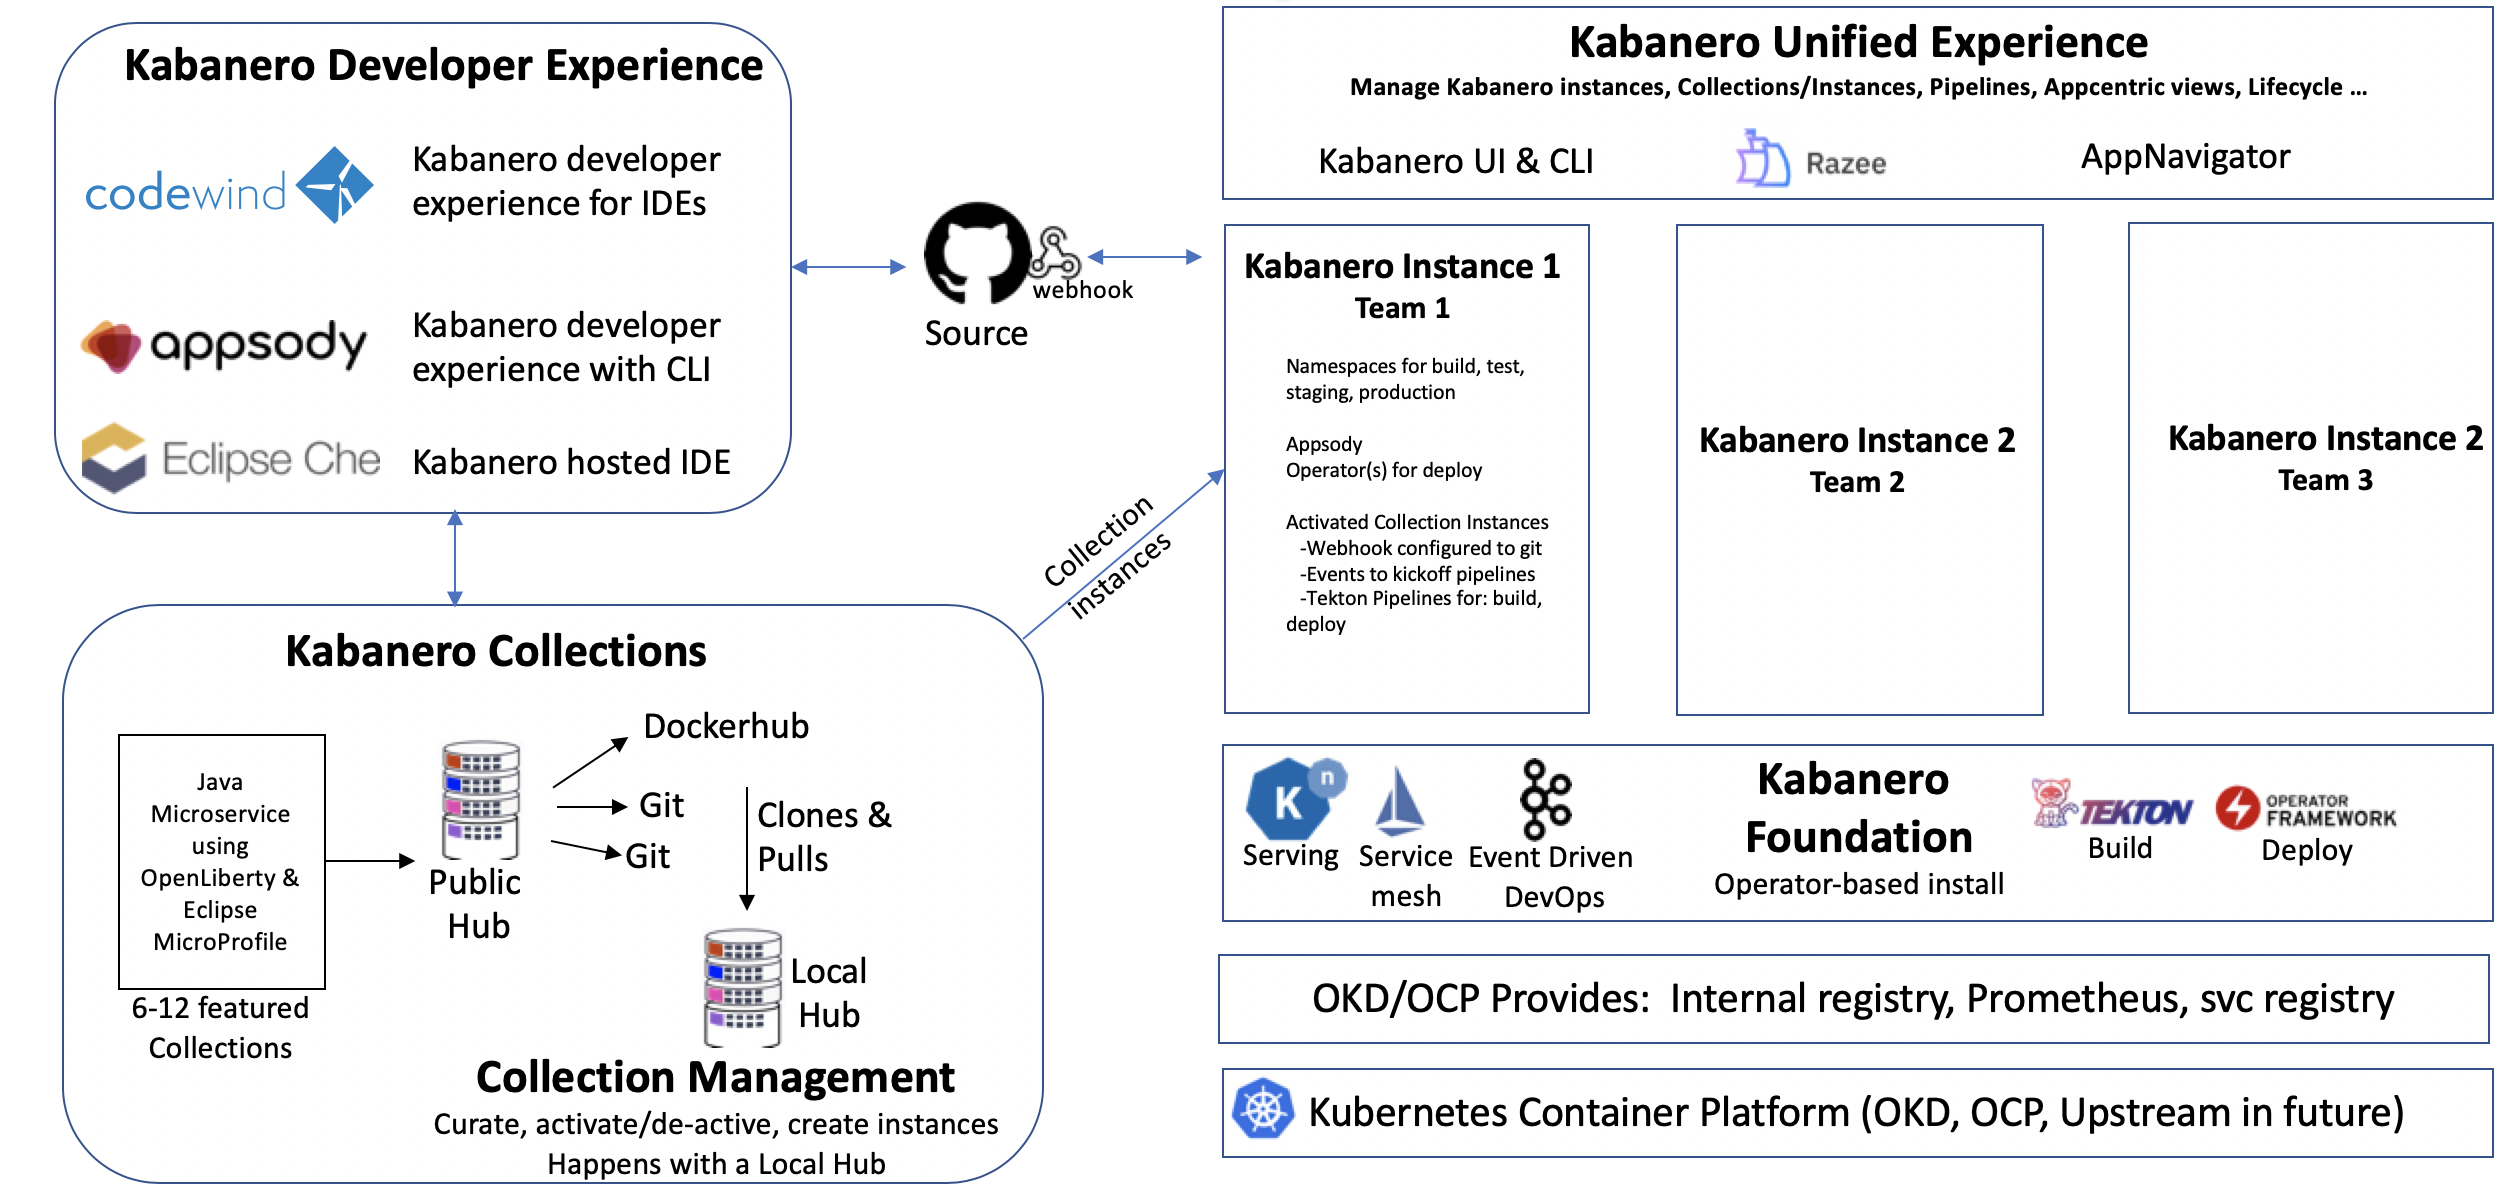 Kabanero Developer Experience
codewind
Kabanero developer
experience for IDEs
appsody
Kabanero developer
experience with CLI
Eclipse Che
Kabanero hosted IDE
Source
webhook
Kabanero Unified Experience
Manage Kabanero instances, Collections/Instances, Pipelines, Appcentric views, Lifecycle ...
Kabanero UI & CLI
Razee
AppNavigator
Kabanero Instance 1
Team 1
Namespaces for build, test,
staging, production
Appsody
Operator(s) for deploy
Activated Collection Instances
-Webhook configured to git
-Events to kickoff pipelines
-Tekton Pipelines for: build,
deploy
Kabanero Instance 2
Team 2
Kabanero Instance 2
Team 3
Collection
instances
Kabanero Collections
Java
Microservice
using
OpenLiberty &
Eclipse
MicroProfile
6-12 featured
Collections
Public
Hub
Dockerhub
Git
Git
Clones &
Pulls
Local
Hub
Collection Management
Curate, activate/de-active, create instances
Happens with a Local Hub
K
n
Serving
Service
mesh
Event Driven
DevOps
Kabanero
Foundation
Operator-based install
TEKTON
Build
OPERATOR
FRAMEWORK
Deploy
OKD/OCP Provides:  Internal registry, Prometheus, svc registry
Kubernetes Container Platform (OKD, OCP, Upstream in future)